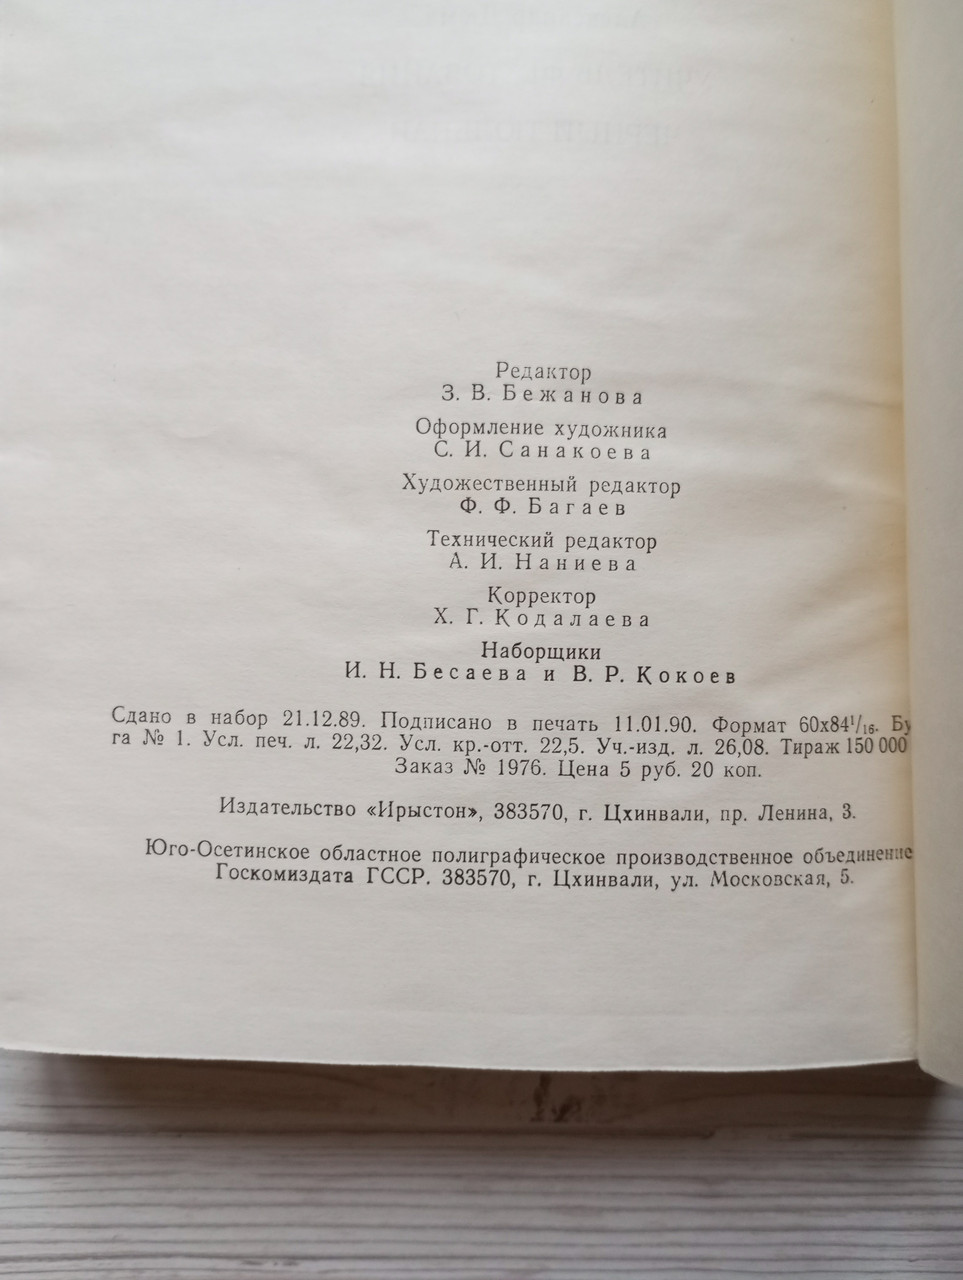 Редактор
З. В. Бежанова
Оформление художника
С. И. Санакоева
Художественный редактор
Ф. Ф. Багаев
Технический редактор
А. И. Наниева
Корректор
Х. Г. Кодалаева
Наборщики
И. Н. Бесаева и В. Р. Кокоев
Сдано в набор 21.12.89. Подписано в печать 11.01.90. Формат 60х84¹/₁₆. Бу
га № 1. Усл. печ. л. 22,32. Усл. кр.-отт. 22,5. Уч.-изд. л. 26,08. Тираж 150 000
Заказ № 1976. Цена 5 руб. 20 коп.
Издательство «Ирыстон», 383570, г. Цхинвали, пр. Ленина, 3.
Юго-Осетинское областное полиграфическое производственное объединение
Госкомиздата ГССР. 383570, г. Цхинвали, ул. Московская, 5.